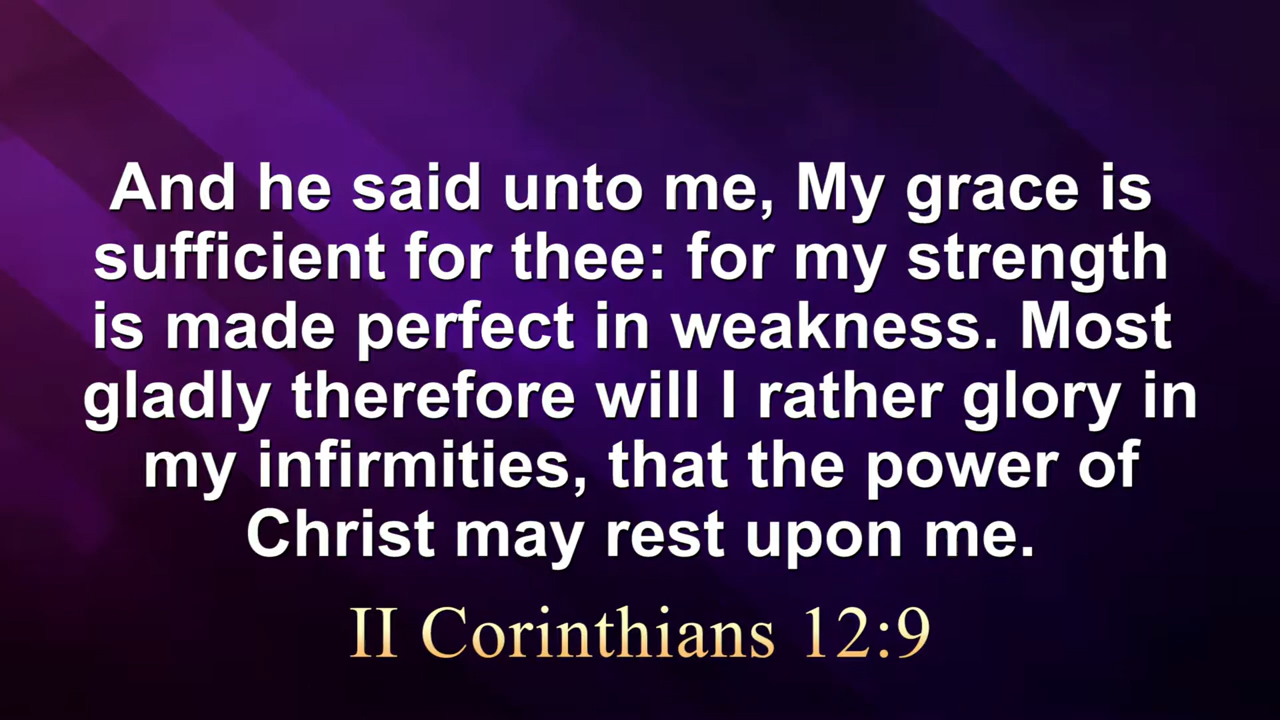 And he said unto me, My grace is
sufficient for thee: for my strength
is made perfect in weakness. Most
gladly therefore will I rather glory in
my infirmities, that the power of
Christ may rest upon me.
II Corinthians 12:9